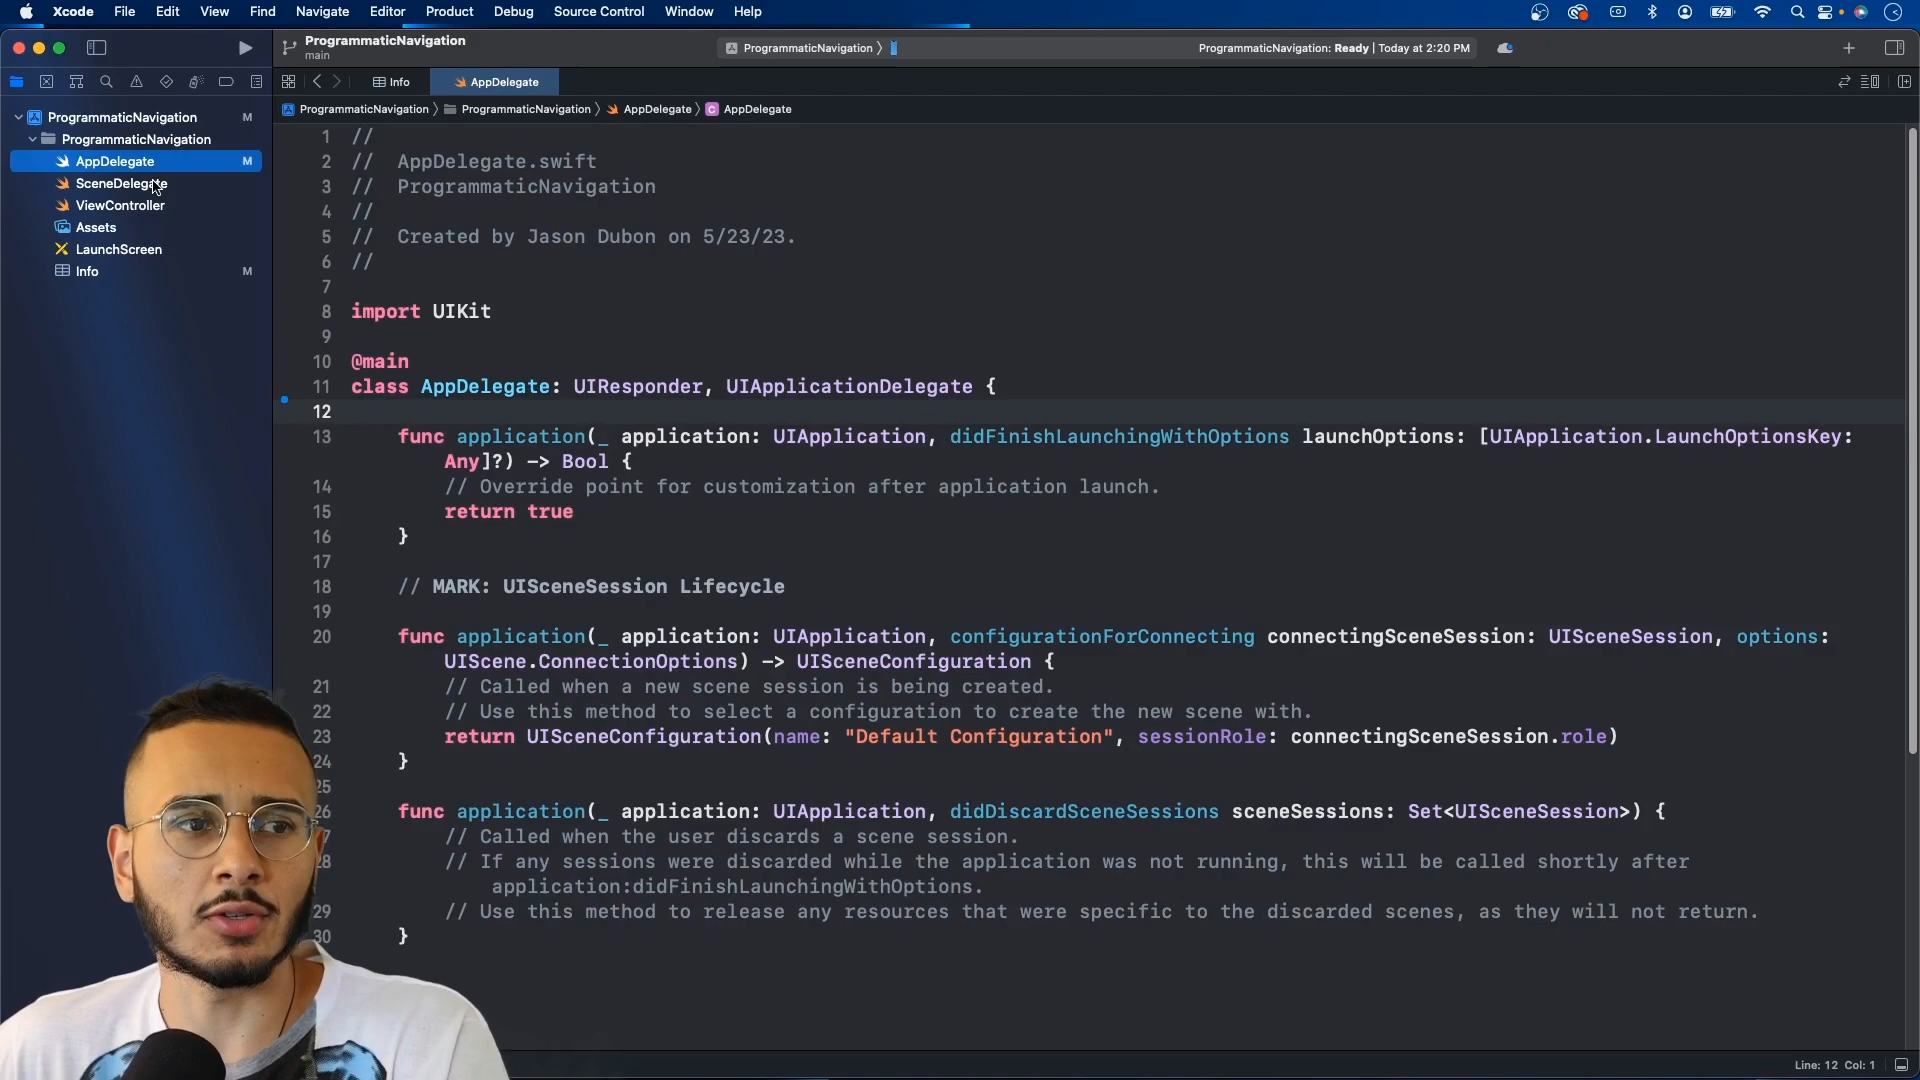 Xcode File Edit View Find Navigate Editor Product Debug Source Control Window Help
ProgrammaticNavigation
main
ProgrammaticNavigation
ProgrammaticNavigation: Ready | Today at 2:20 PM
Info
AppDelegate
ProgrammaticNavigation ProgrammaticNavigation AppDelegate C AppDelegate
ProgrammaticNavigation M
ProgrammaticNavigation
AppDelegate M
SceneDelegate
ViewController
Assets
LaunchScreen
Info M
1 //
2 // AppDelegate.swift
3 // ProgrammaticNavigation
4 //
5 // Created by Jason Dubon on 5/23/23.
6 //
7
8 import UIKit
9
10 @main
11 class AppDelegate: UIResponder, UIApplicationDelegate {
12
13 func application(_ application: UIApplication, didFinishLaunchingWithOptions launchOptions: [UIApplication.LaunchOptionsKey:
Any]?) -> Bool {
14 // Override point for customization after application launch.
15 return true
16 }
17
18 // MARK: UISceneSession Lifecycle
19
20 func application(_ application: UIApplication, configurationForConnecting connectingSceneSession: UISceneSession, options:
UIScene.ConnectionOptions) -> UISceneConfiguration {
21 // Called when a new scene session is being created.
22 // Use this method to select a configuration to create the new scene with.
23 return UISceneConfiguration(name: "Default Configuration", sessionRole: connectingSceneSession.role)
24 }
25
26 func application(_ application: UIApplication, didDiscardSceneSessions sceneSessions: Set<UISceneSession>) {
7 // Called when the user discards a scene session.
28 // If any sessions were discarded while the application was not running, this will be called shortly after
application:didFinishLaunchingWithOptions.
29 // Use this method to release any resources that were specific to the discarded scenes, as they will not return.
30 }
Line: 12 Col: 1